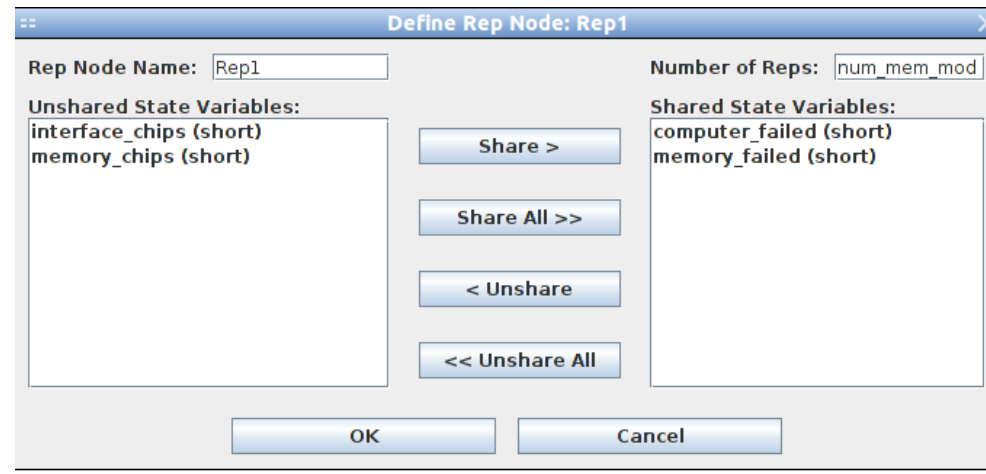 Define Rep Node: Rep1
Rep Node Name: Rep1
Number of Reps: num_mem_mod
Unshared State Variables:
interface_chips (short)
memory_chips (short)
Share >
Share All >>
< Unshare
<< Unshare All
Shared State Variables:
computer_failed (short)
memory_failed (short)
OK
Cancel